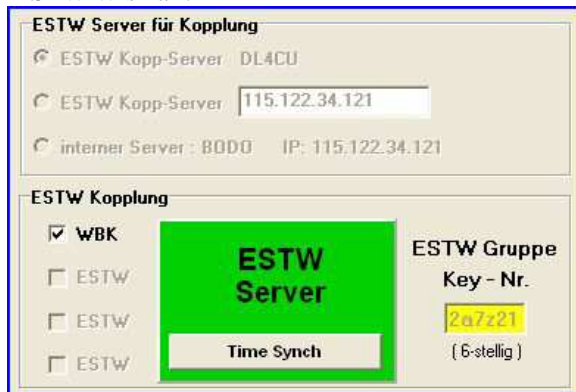 ESTW Server für Kopplung
ESTW Kopp-Server DL4CU
ESTW Kopp-Server 115.122.34.121
interner Server : BODO IP: 115.122.34.121
ESTW Kopplung
WBK
ESTW
ESTW
ESTW
ESTW
Server
Time Synch
ESTW Gruppe
Key - Nr.
2a7z21
( 6-stellig )